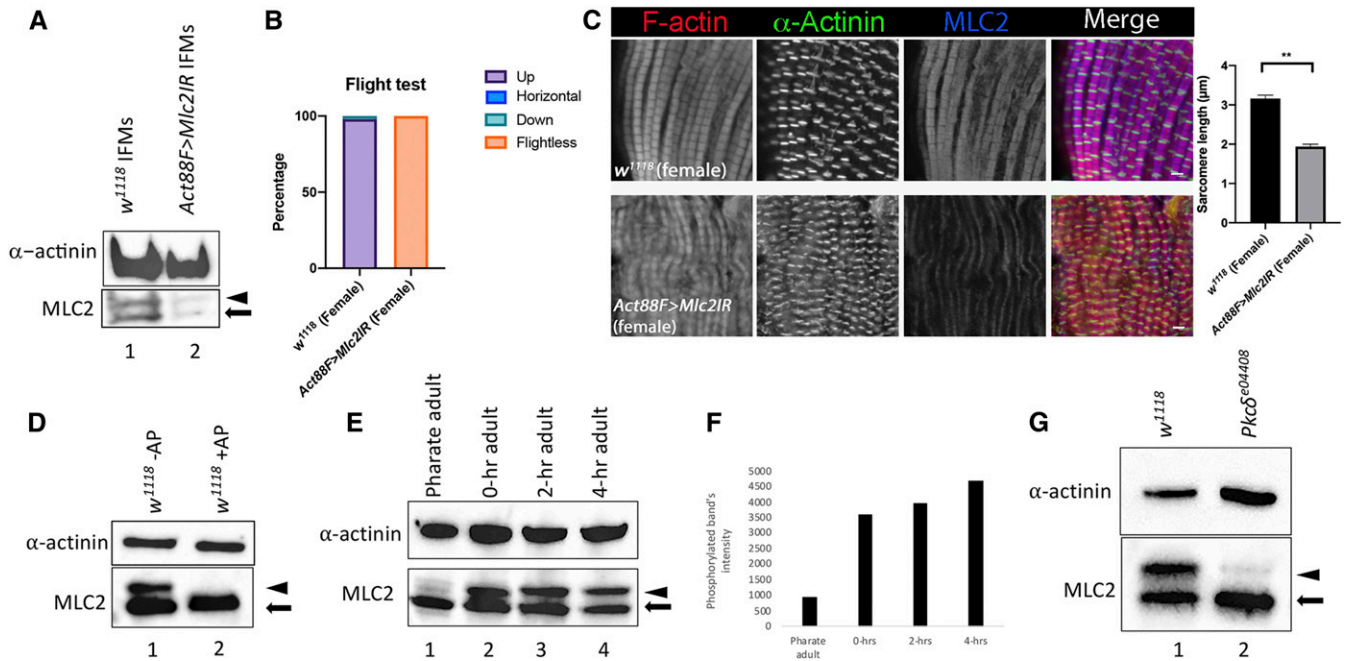 A
w1118 IFMs
Act88F>Mlc2IR IFMs
α−actinin
MLC2
1 2
B
Flight test
Percentage
100
50
0
w1118 (Female)
Act88F>Mlc2IR (Female)
Up
Horizontal
Down
Flightless
C
F-actin α-Actinin MLC2 Merge
w1118 (female)
Act88F>Mlc2IR
(female)
**
Sarcomere length (μm)
4
3
2
1
0
w1118 (Female)
Act88F>Mlc2IR (Female)
D
w1118 -AP
w1118 +AP
α-actinin
MLC2
1 2
E
Pharate adult
0-hr adult
2-hr adult
4-hr adult
α-actinin
MLC2
1 2 3 4
F
Phosphorylated band's
intensity
5000
4500
4000
3500
3000
2500
2000
1500
1000
500
0
Pharate
adult
0-hrs
2-hrs
4-hrs
G
w1118
Pkcδe04408
α-actinin
MLC2
1 2